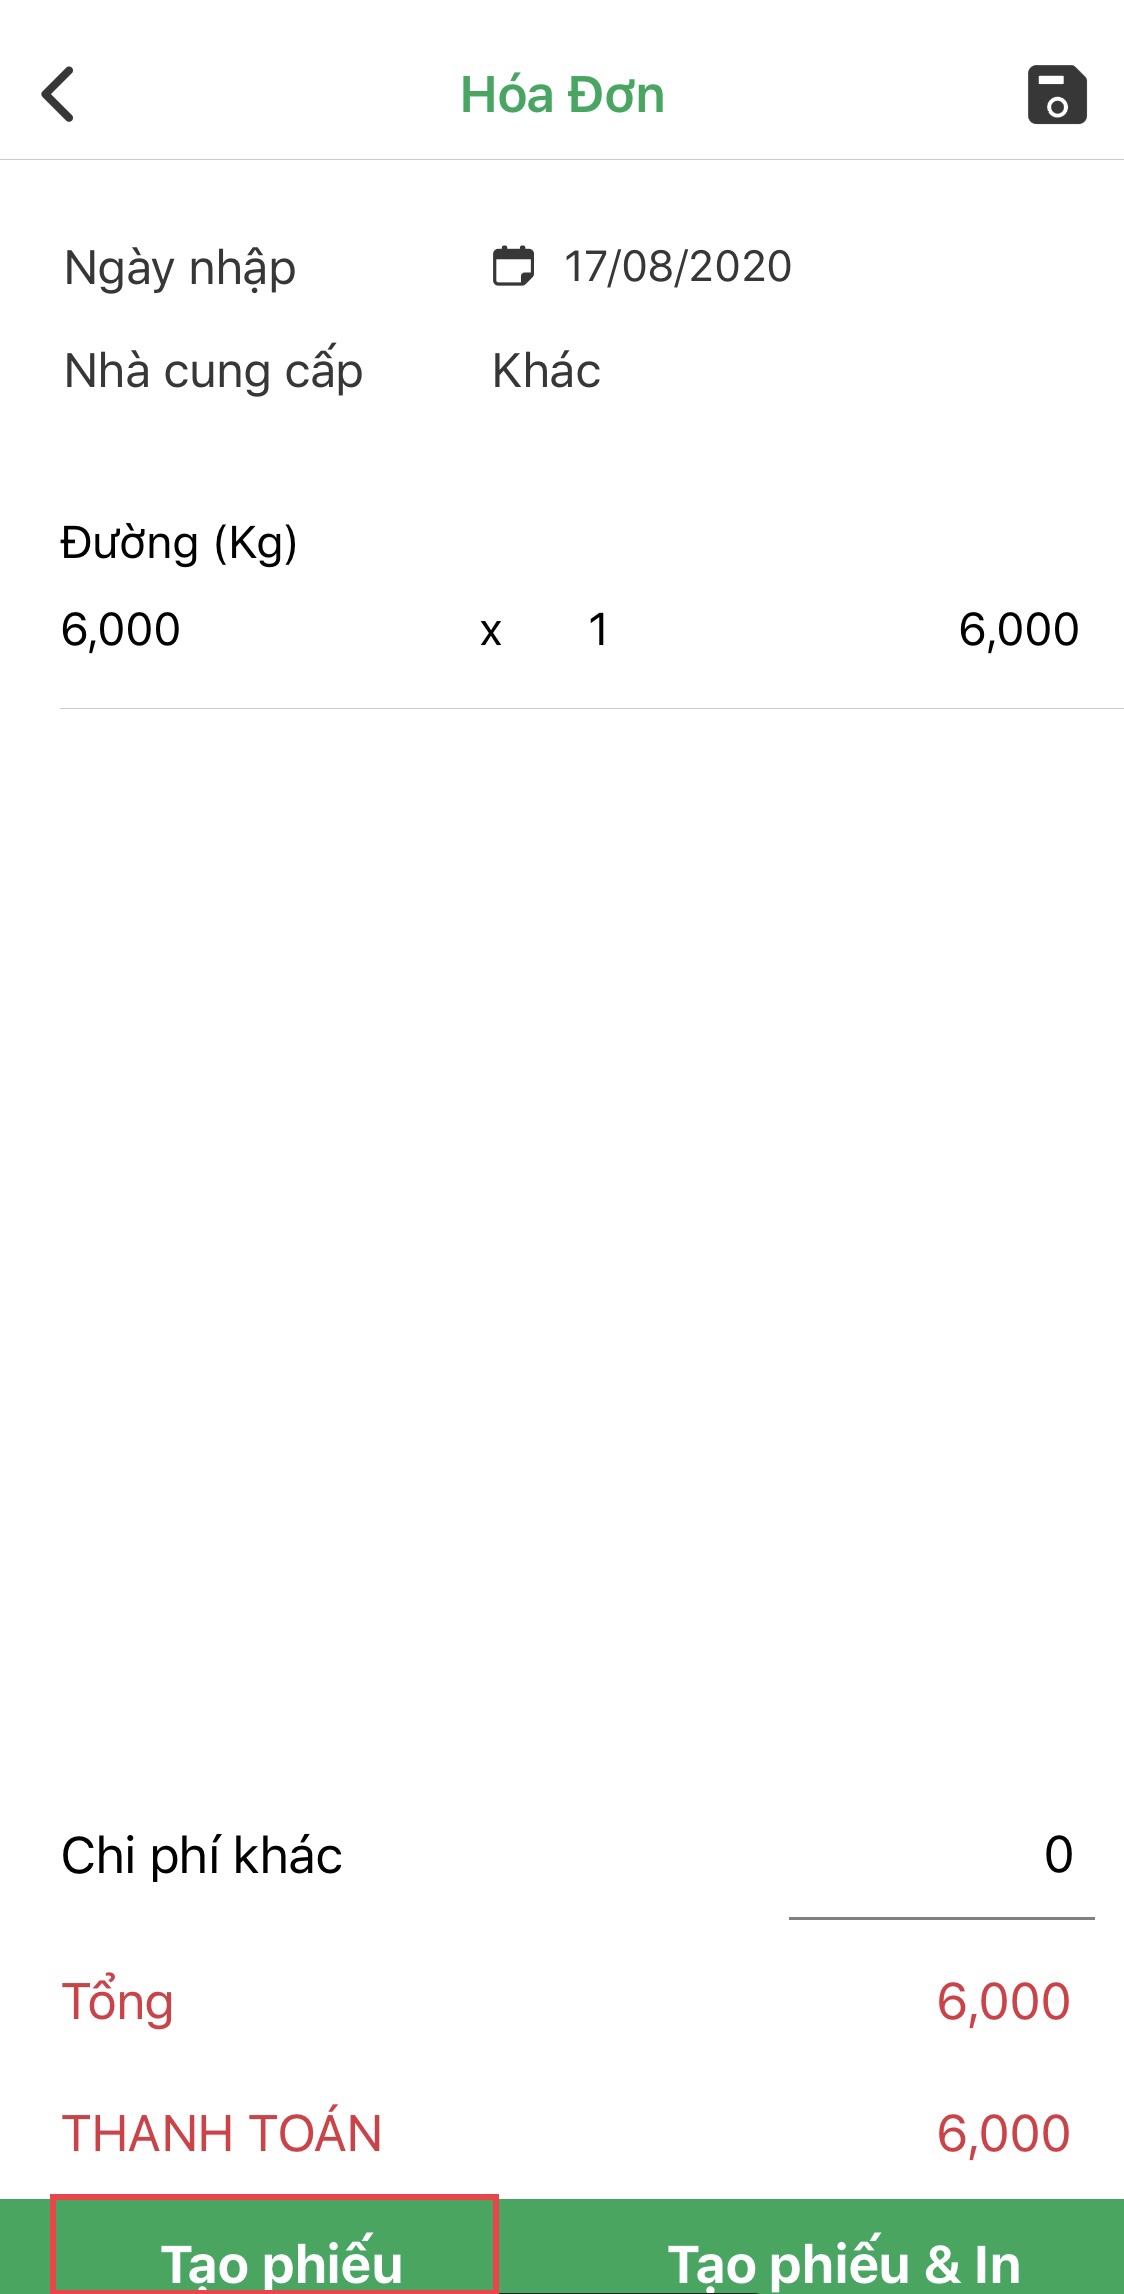 Hóa Đơn
Ngày nhập 17/08/2020
Nhà cung cấp Khác
Đường (Kg)
6,000 x 1 6,000
Chi phí khác 0
Tổng 6,000
THANH TOÁN 6,000
Tạo phiếu Tạo phiếu & In